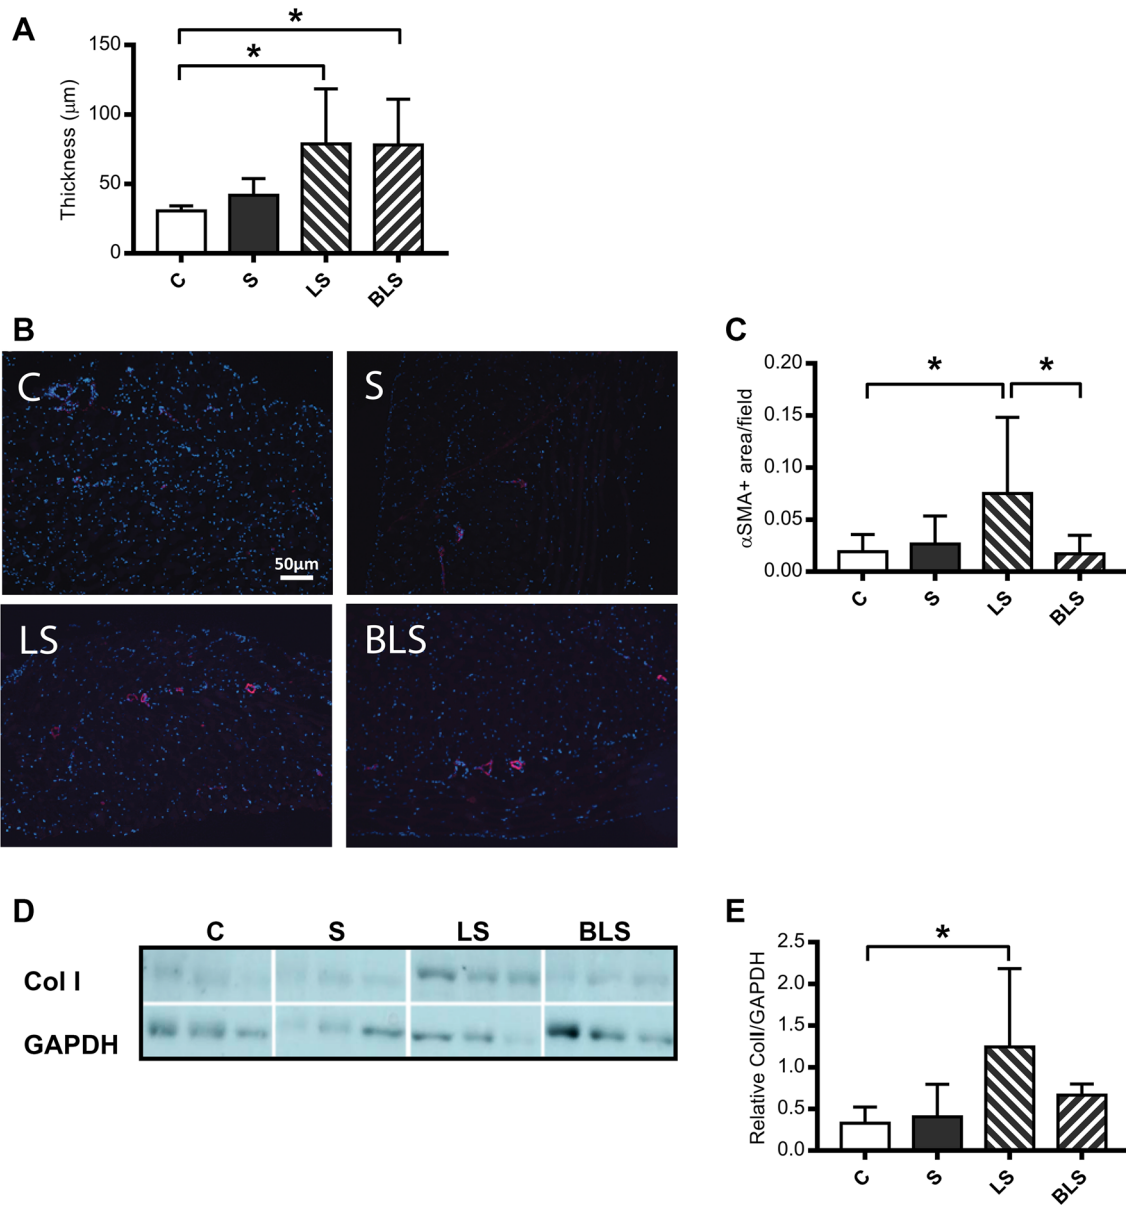 A
*
*
150
100
50
0
Thickness (μm)
C
S
LS
BLS
B
C
50μm
S
LS
BLS
C
*
*
0.20
0.15
0.10
0.05
0.00
αSMA+ area/field
C
S
LS
BLS
D
C S LS BLS
Col I
GAPDH
E
*
2.5
2.0
1.5
1.0
0.5
0.0
Relative ColI/GAPDH
C
S
LS
BLS